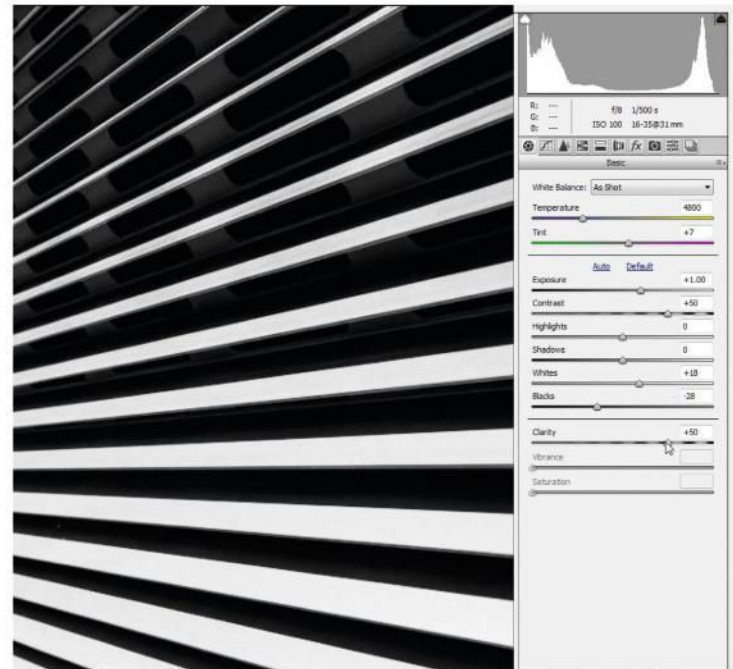 R: ---
G: ---
B: ---
f/8 1/500 s
ISO 100 16-35@31 mm
fx
Basic
White Balance: As Shot
Temperature 4800
Tint +7
Auto Default
Exposure +1.00
Contrast +50
Highlights 0
Shadows 0
Whites +18
Blacks -28
Clarity +50
Vibrance
Saturation